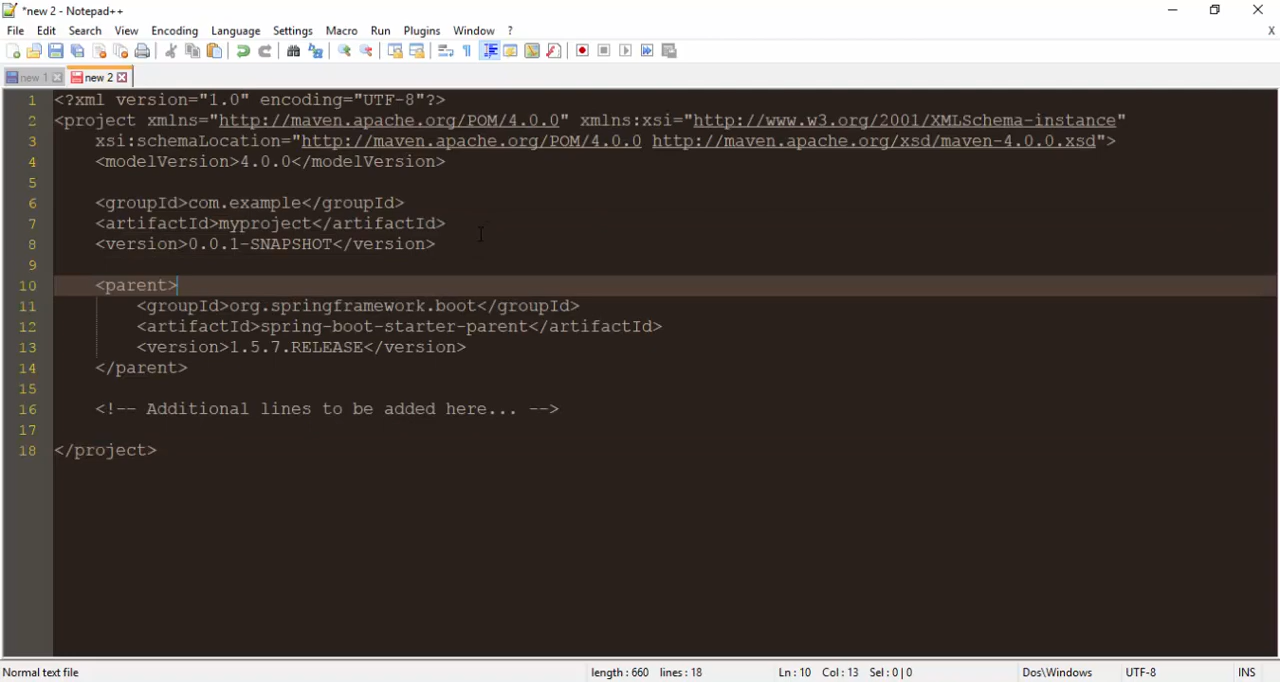 *new 2 - Notepad++
File Edit Search View Encoding Language Settings Macro Run Plugins Window ? X
new 1 new 2
1 <?xml version="1.0" encoding="UTF-8"?>
2 <project xmlns="http://maven.apache.org/POM/4.0.0" xmlns:xsi="http://www.w3.org/2001/XMLSchema-instance"
3     xsi:schemaLocation="http://maven.apache.org/POM/4.0.0 http://maven.apache.org/xsd/maven-4.0.0.xsd">
4     <modelVersion>4.0.0</modelVersion>
5
6     <groupId>com.example</groupId>
7     <artifactId>myproject</artifactId>
8     <version>0.0.1-SNAPSHOT</version>
9
10     <parent>
11         <groupId>org.springframework.boot</groupId>
12         <artifactId>spring-boot-starter-parent</artifactId>
13         <version>1.5.7.RELEASE</version>
14     </parent>
15
16     <!-- Additional lines to be added here... -->
17
18 </project>
Normal text file length : 660 lines : 18 Ln : 10 Col : 13 Sel : 0 | 0 Dos\Windows UTF-8 INS